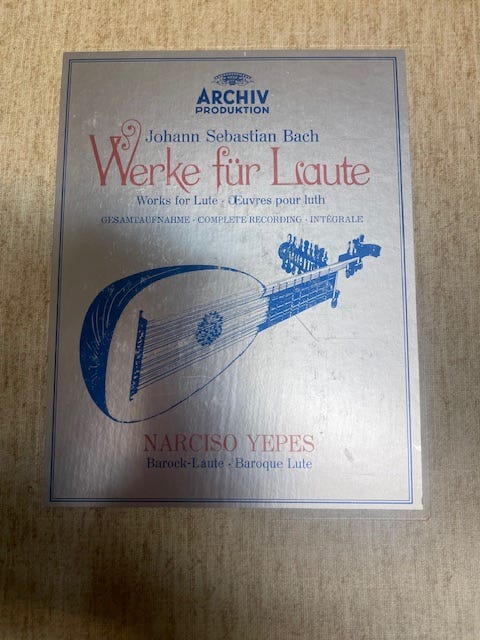 ARCHIV
PRODUKTION
Johann Sebastian Bach
Werke für Laute
Works for Lute · Œuvres pour luth
GESAMTAUFNAHME · COMPLETE RECORDING · INTÉGRALE
NARCISO YEPES
Barock-Laute · Baroque Lute